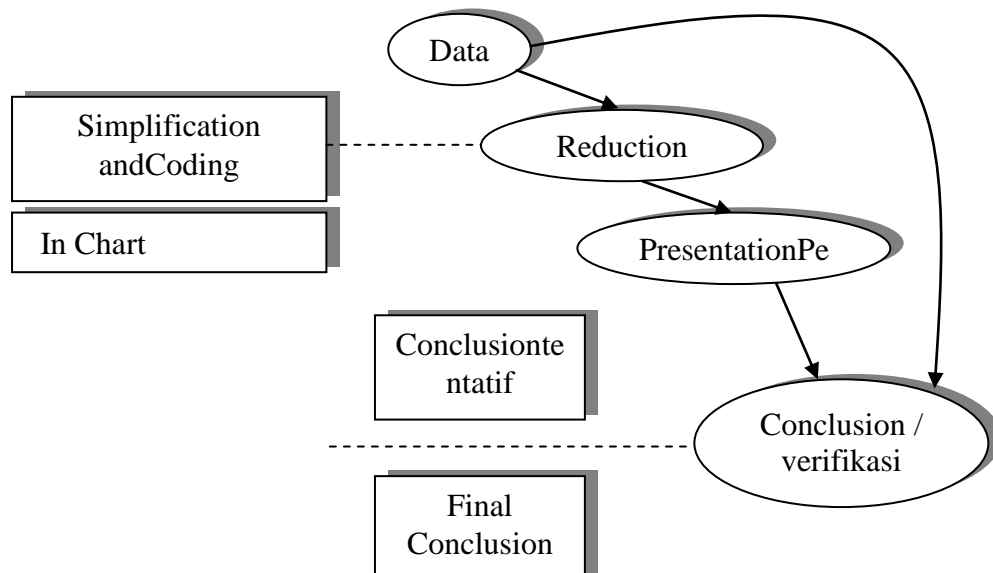 Data
Simplification
andCoding
Reduction
In Chart
PresentationPe
Conclusionte
ntatif
Conclusion /
verifikasi
Final
Conclusion